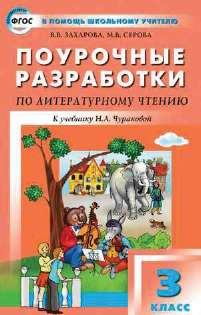 ФГОС
В ПОМОЩЬ ШКОЛЬНОМУ УЧИТЕЛЮ
В.В. ЗАХАРОВА, М.В. СЕРОВА
ПОУРОЧНЫЕ
РАЗРАБОТКИ
ПО ЛИТЕРАТУРНОМУ ЧТЕНИЮ
К учебнику Н.А. Чураковой
3
КЛАСС